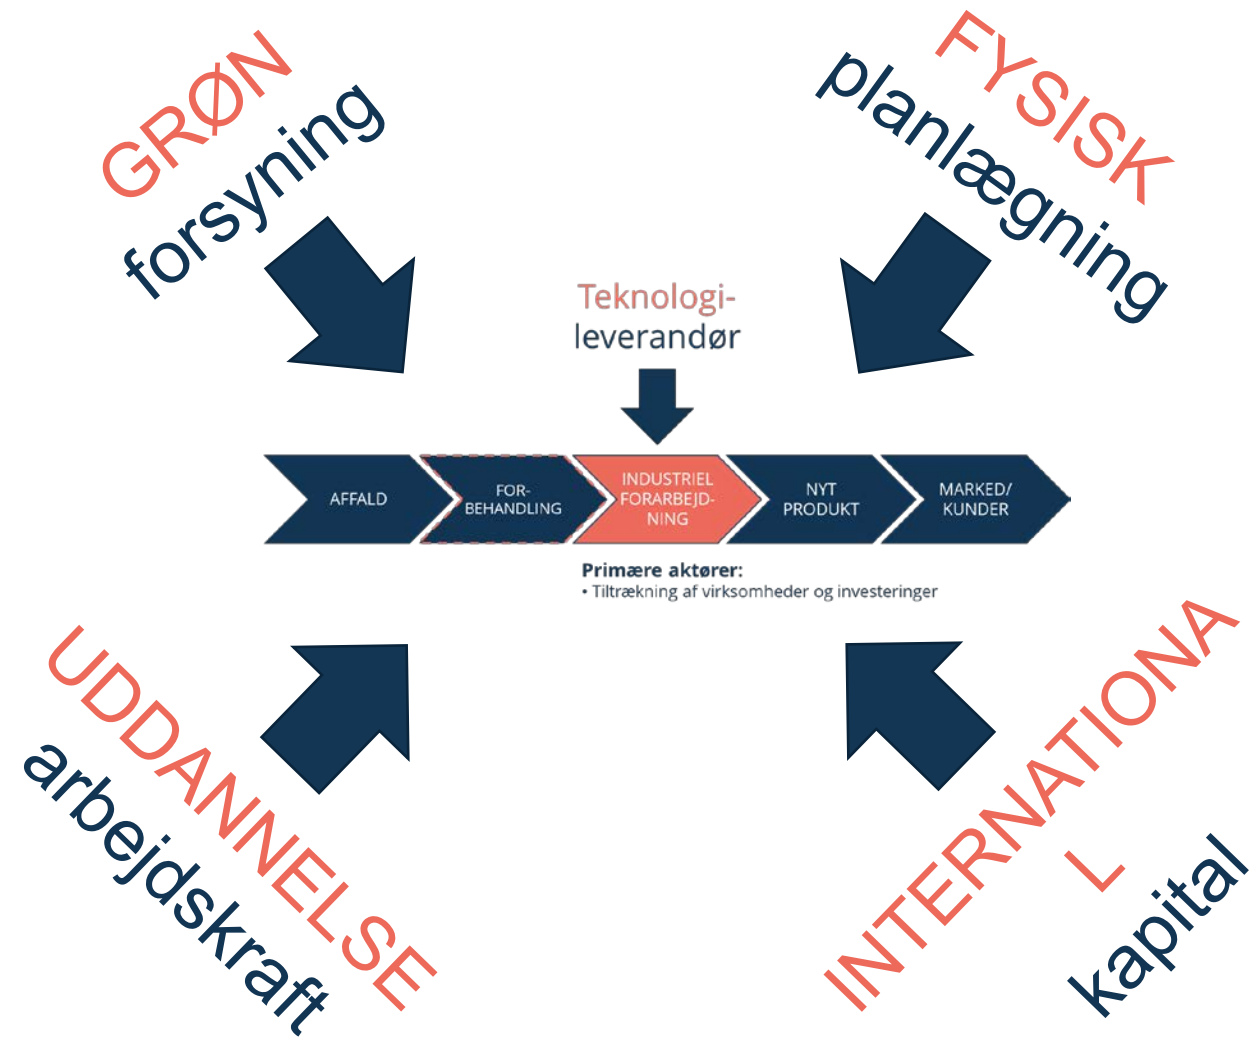 GRØN
forsyning
FYSISK
planlægning
Teknologi-
leverandør
AFFALD
FOR-
BEHANDLING
INDUSTRIEL
FORARBEJD-
NING
NYT
PRODUKT
MARKED/
KUNDER
Primære aktører:
• Tiltrækning af virksomheder og investeringer
UDDANNELSE
arbejdskraft
INTERNATIONA
L
kapital